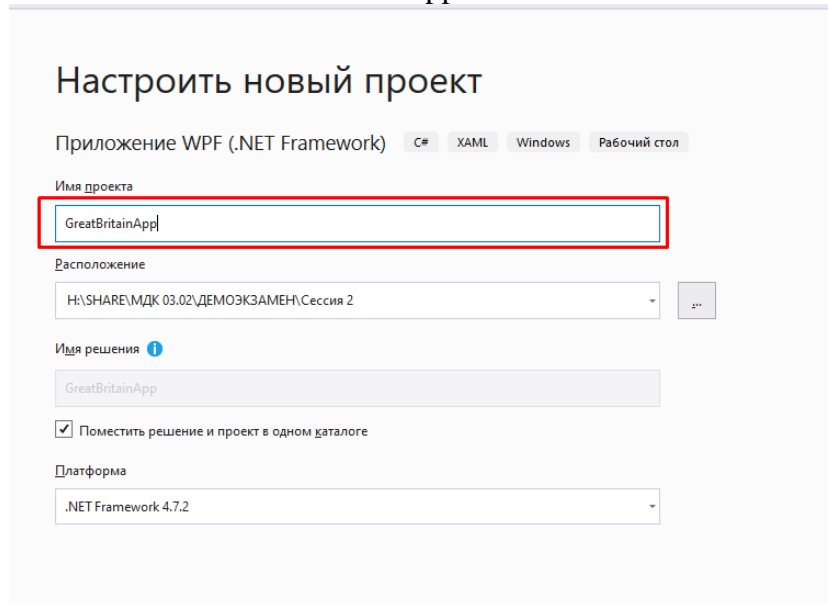 Настроить новый проект
Приложение WPF (.NET Framework) C# XAML Windows Рабочий стол
Имя проекта
GreatBritainApp
Расположение
H:\SHARE\МДК 03.02\ДЕМОЭКЗАМЕН\Сессия 2
...
Имя решения
GreatBritainApp
Поместить решение и проект в одном каталоге
Платформа
.NET Framework 4.7.2